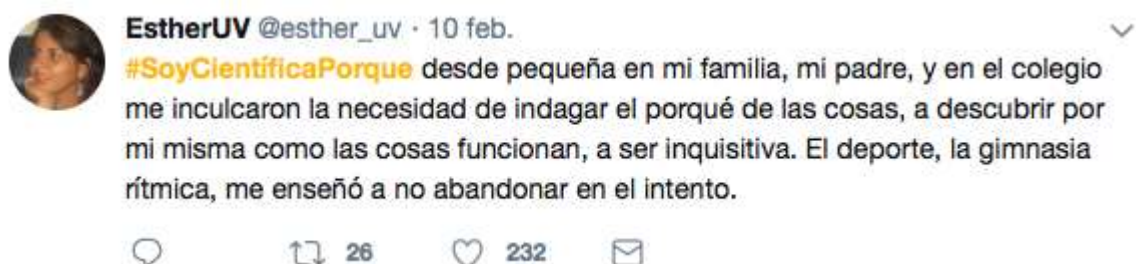 EstherUV @esther_uv · 10 feb.
#SoyCientíficaPorque desde pequeña en mi familia, mi padre, y en el colegio
me inculcaron la necesidad de indagar el porqué de las cosas, a descubrir por
mi misma como las cosas funcionan, a ser inquisitiva. El deporte, la gimnasia
rítmica, me enseñó a no abandonar en el intento.
26 232